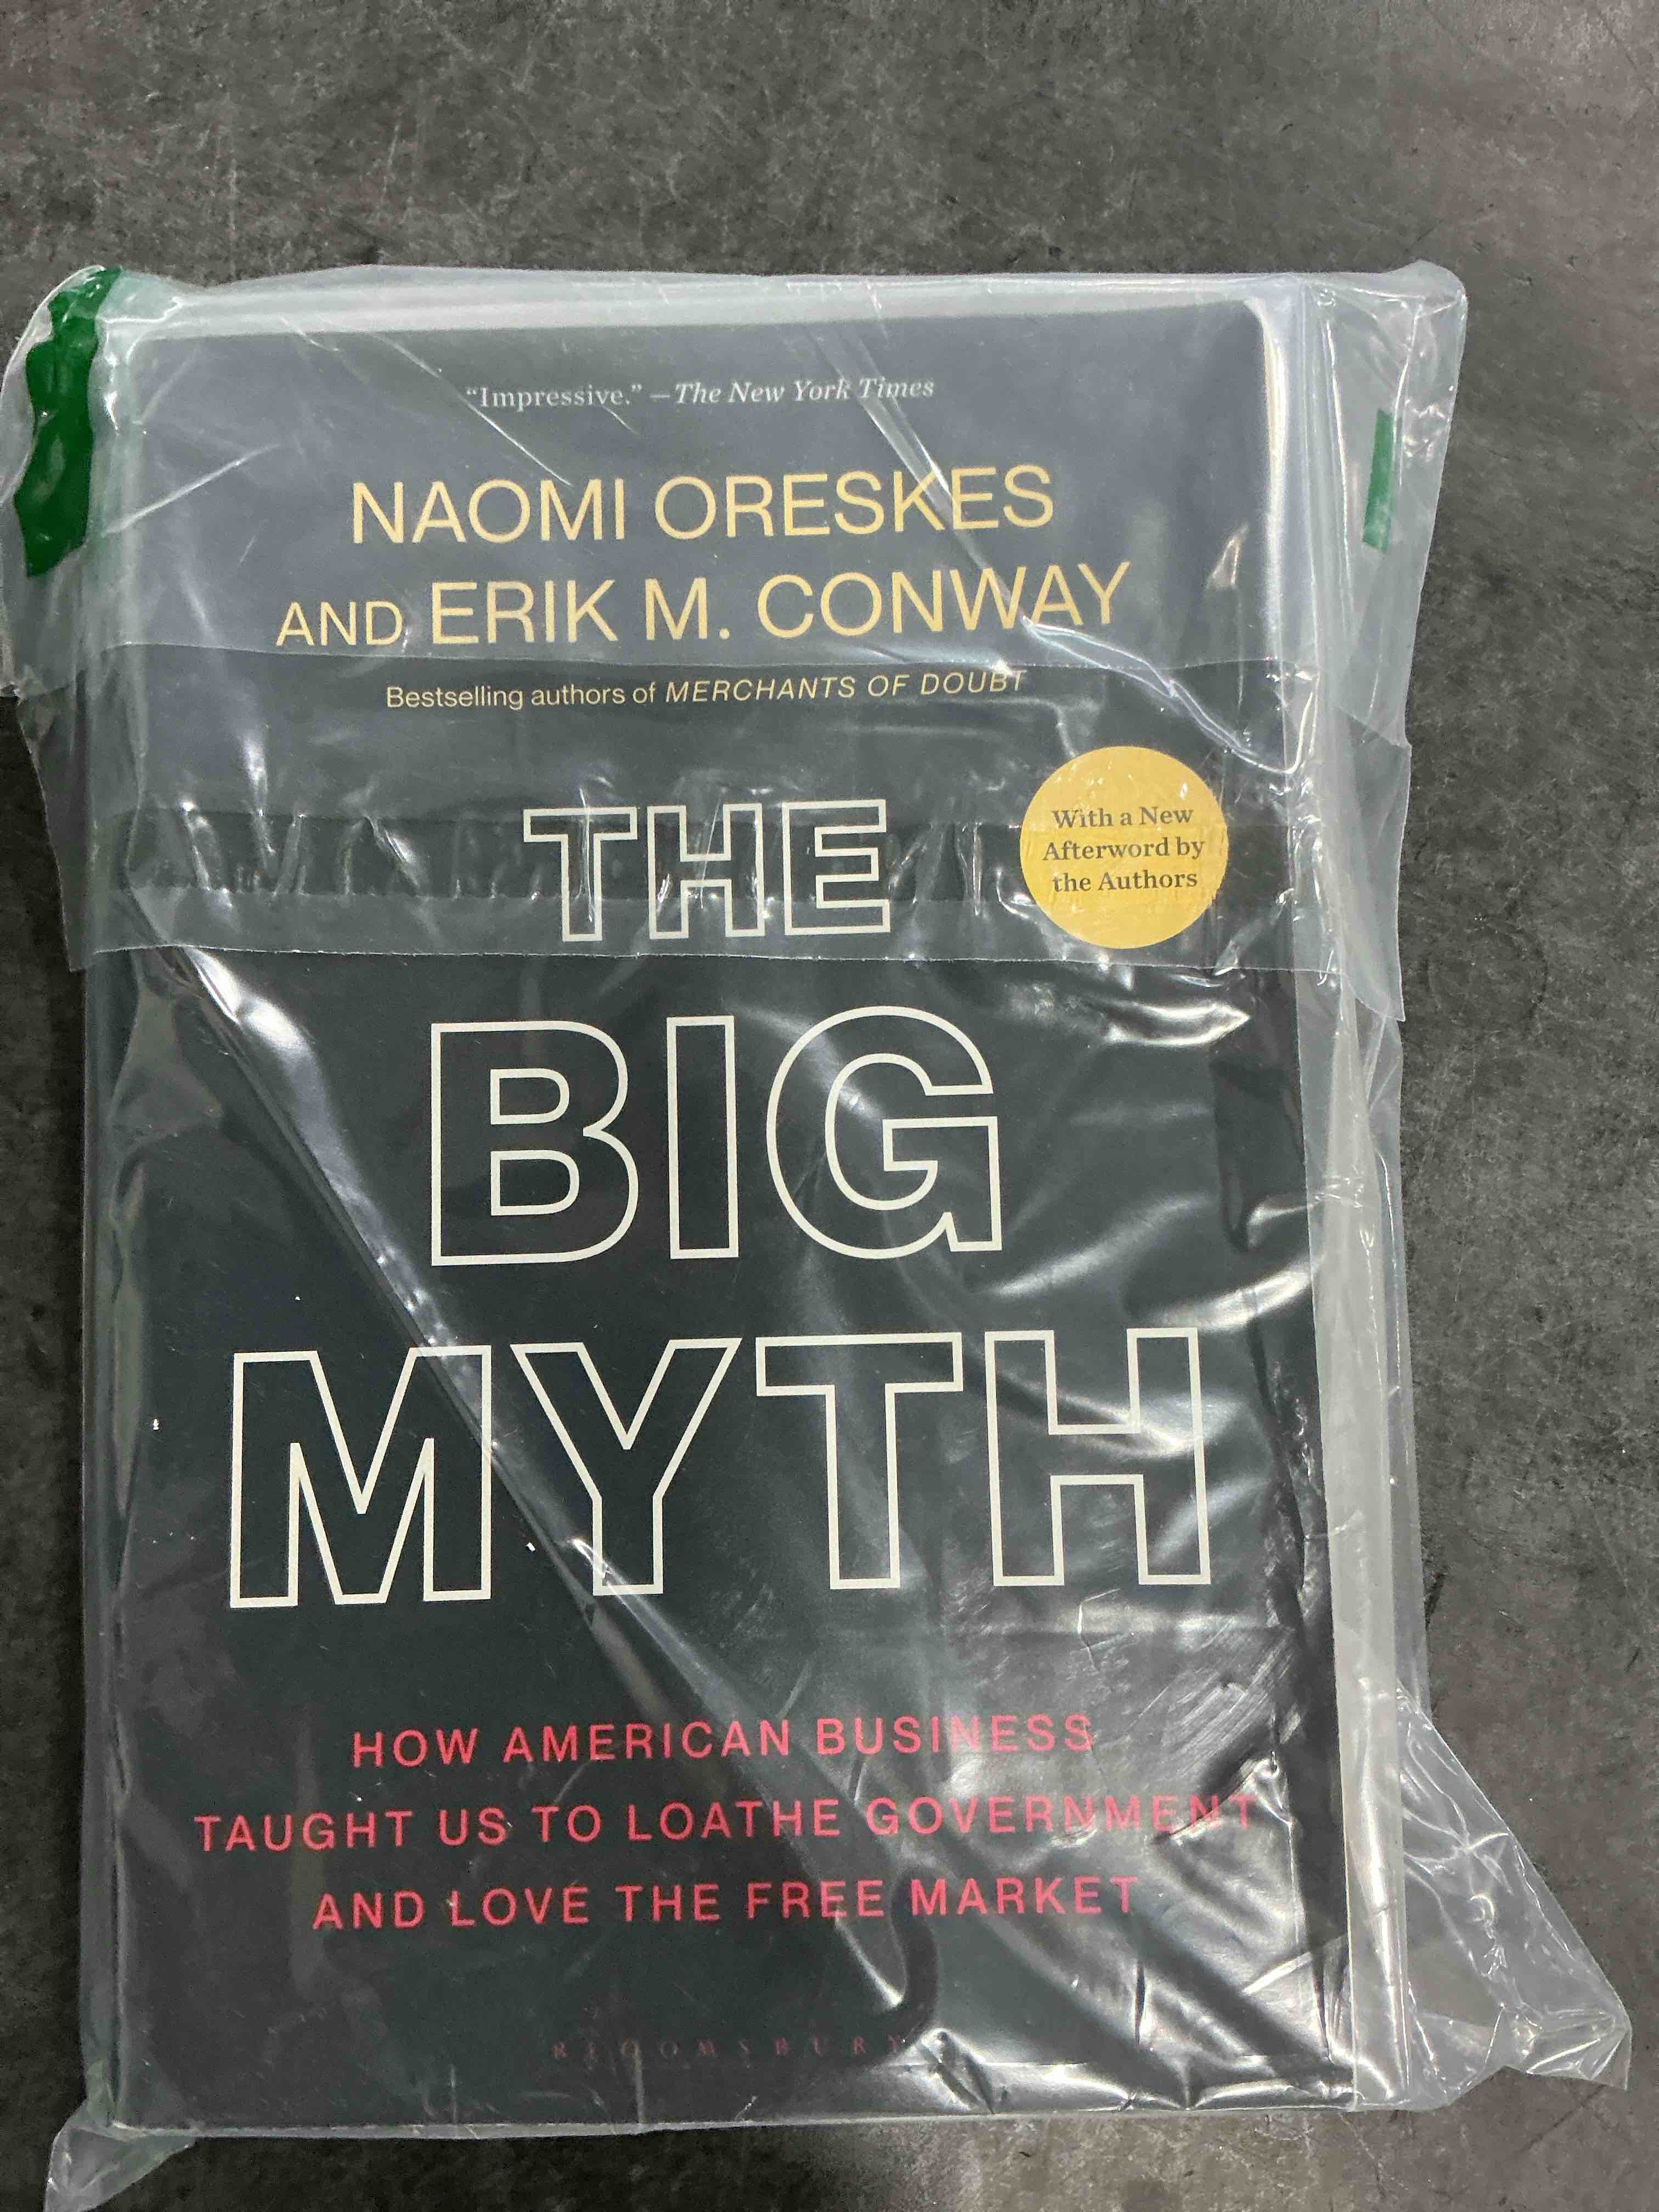 “Impressive.” —The New York Times
NAOMI ORESKES
AND ERIK M. CONWAY
Bestselling authors of MERCHANTS OF DOUBT
THE
With a New
Afterword by
the Authors
BIG
MYTH
HOW AMERICAN BUSINESS
TAUGHT US TO LOATHE GOVERNMENT
AND LOVE THE FREE MARKET
BLOOMSBURY